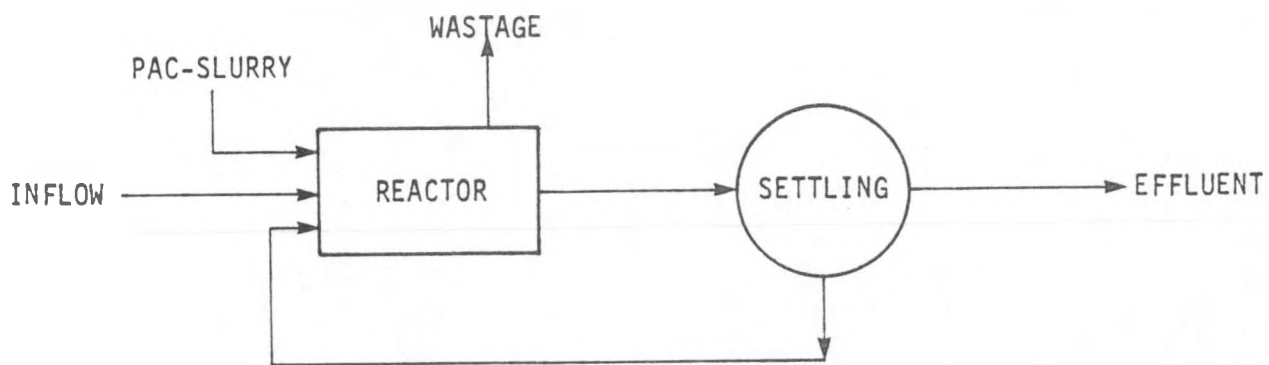 WASTAGE
PAC-SLURRY
INFLOW
REACTOR
SETTLING
EFFLUENT